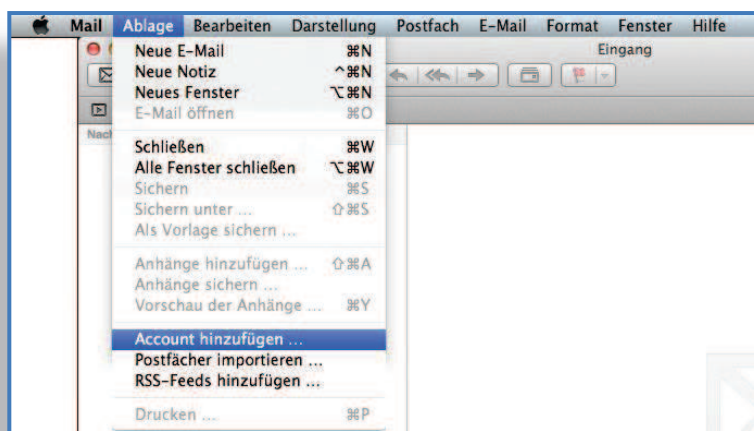 Mail Ablage Bearbeiten Darstellung Postfach E-Mail Format Fenster Hilfe
Eingang
Neue E-Mail ⌘N
Neue Notiz ^⌘N
Neues Fenster ⌥⌘N
E-Mail öffnen ⌘O
Nach
Schließen ⌘W
Alle Fenster schließen ⌥⌘W
Sichern ⌘S
Sichern unter ... ⇧⌘S
Als Vorlage sichern ...
Anhänge hinzufügen ... ⇧⌘A
Anhänge sichern ...
Vorschau der Anhänge ... ⌘Y
Account hinzufügen ...
Postfächer importieren ...
RSS-Feeds hinzufügen ...
Drucken ... ⌘P